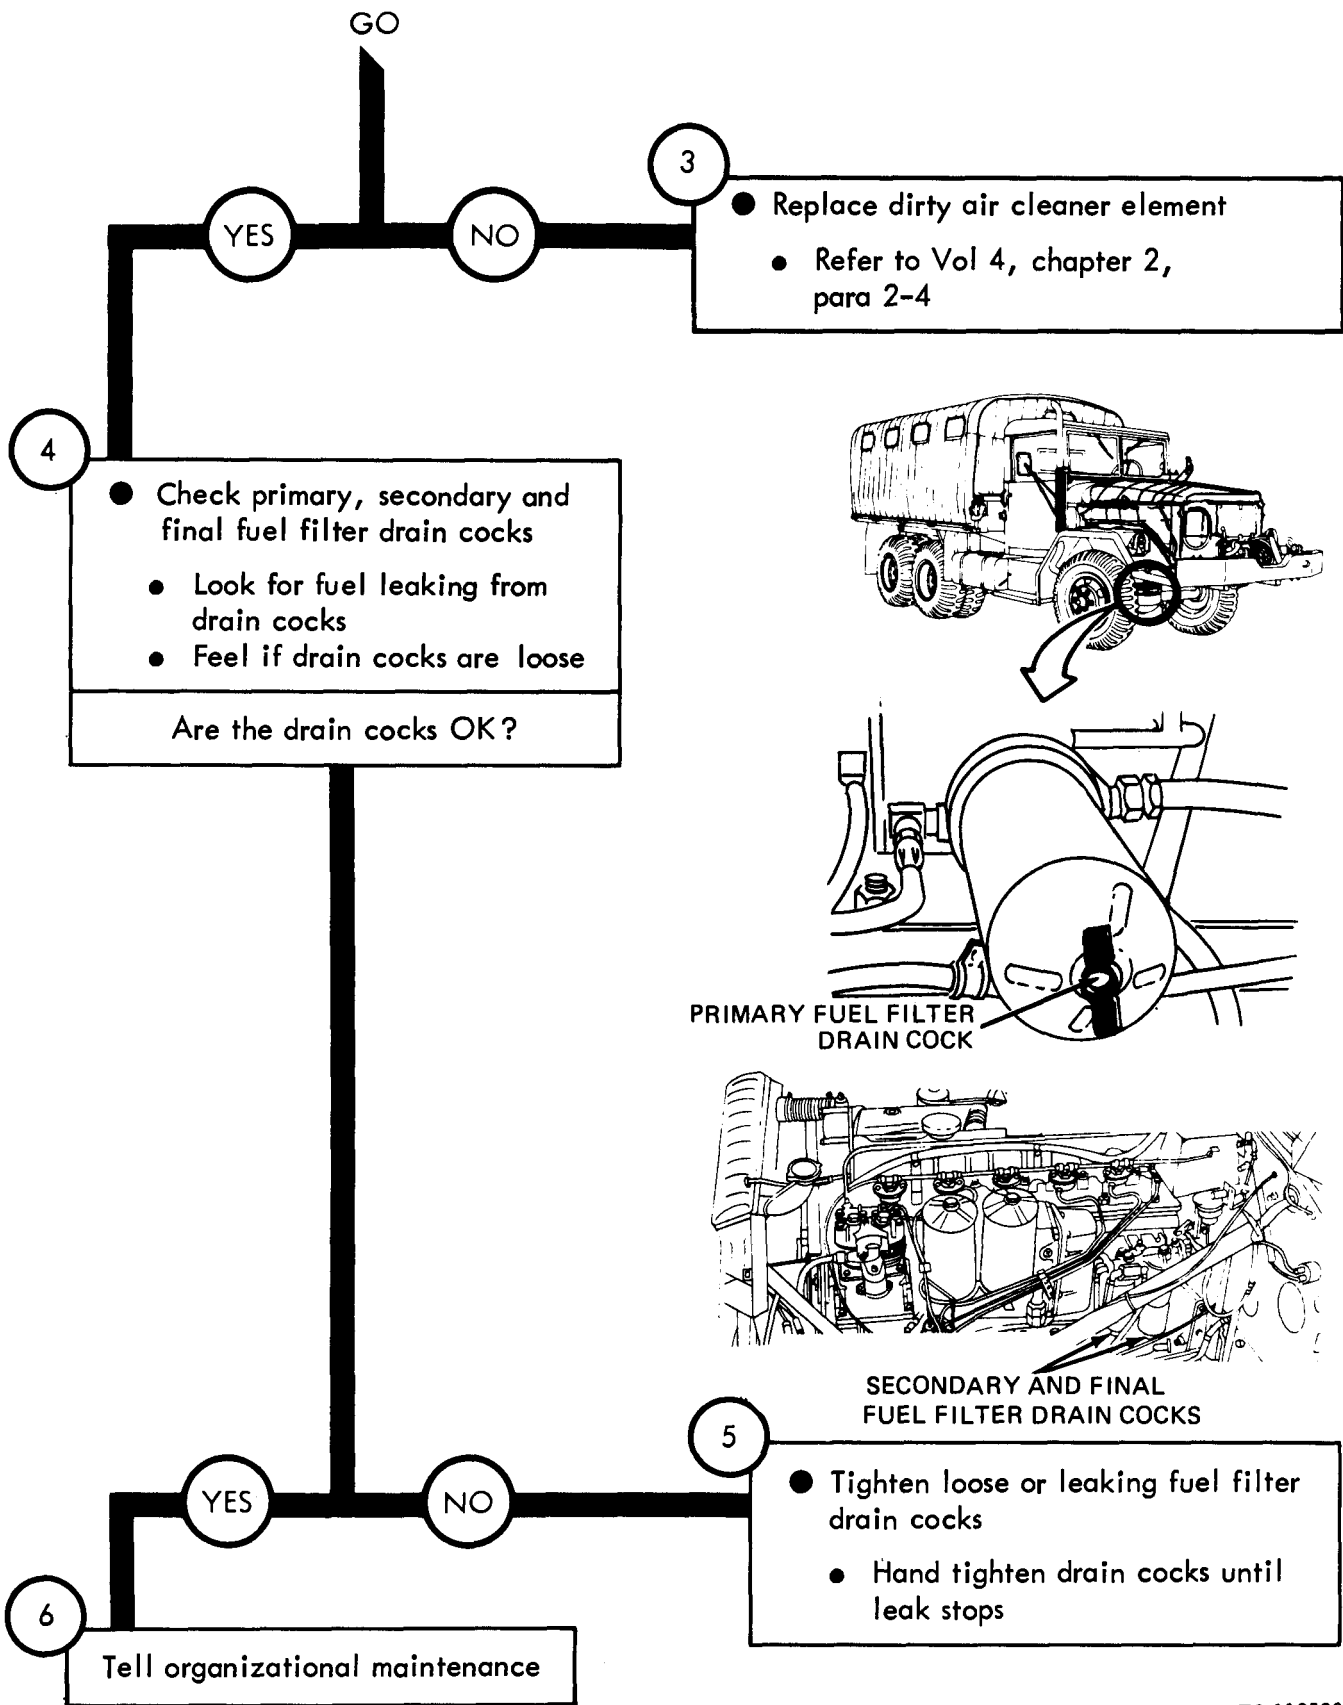 GO
YES
NO
3
● Replace dirty air cleaner element
● Refer to Vol 4, chapter 2,
para 2-4
4
● Check primary, secondary and
final fuel filter drain cocks
● Look for fuel leaking from
drain cocks
● Feel if drain cocks are loose
Are the drain cocks OK?
PRIMARY FUEL FILTER
DRAIN COCK
SECONDARY AND FINAL
FUEL FILTER DRAIN COCKS
YES
NO
5
● Tighten loose or leaking fuel filter
drain cocks
● Hand tighten drain cocks until
leak stops
6
Tell organizational maintenance